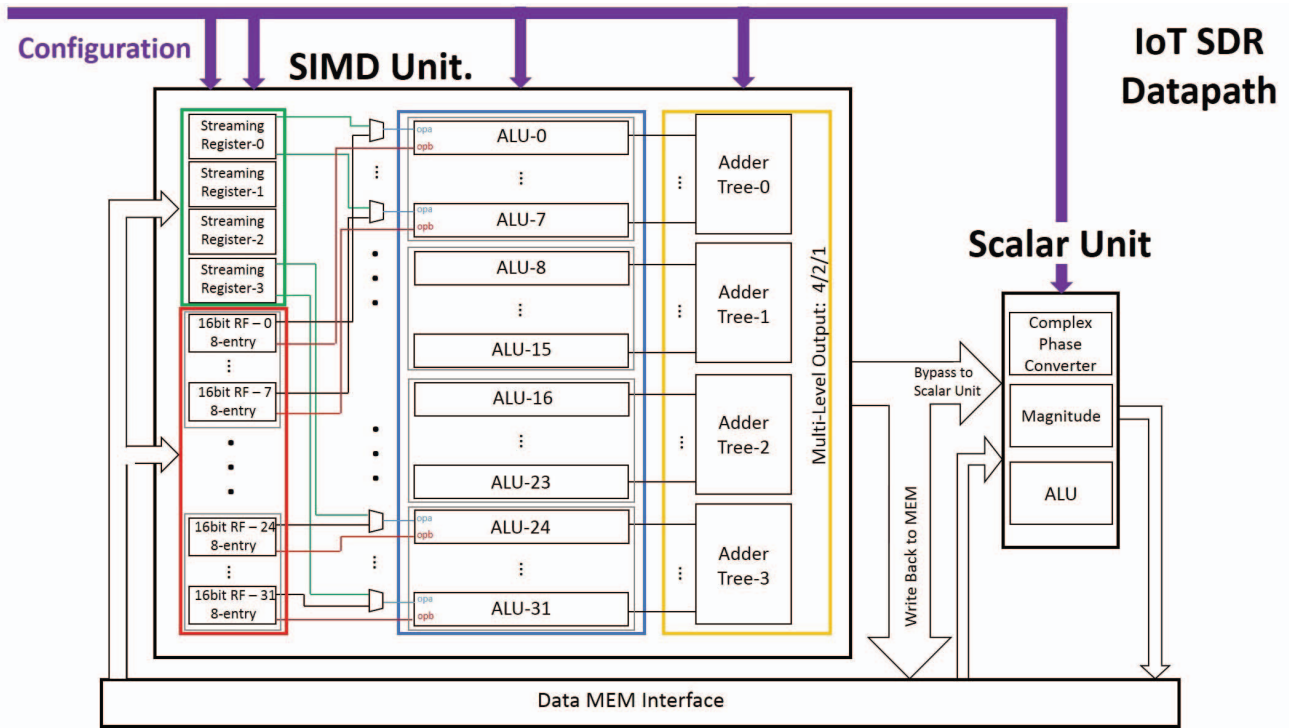 Configuration
IoT SDR
Datapath
SIMD Unit.
Streaming
Register-0
Streaming
Register-1
Streaming
Register-2
Streaming
Register-3
16bit RF – 0
8-entry
16bit RF – 7
8-entry
16bit RF – 24
8-entry
16bit RF – 31
8-entry
opa
opb
ALU-0
opa
opb
ALU-7
ALU-8
ALU-15
ALU-16
ALU-23
opa
opb
ALU-24
opa
opb
ALU-31
Adder
Tree-0
Adder
Tree-1
Adder
Tree-2
Adder
Tree-3
Multi-Level Output: 4/2/1
Bypass to
Scalar Unit
Write Back to MEM
Scalar Unit
Complex
Phase
Converter
Magnitude
ALU
Data MEM Interface